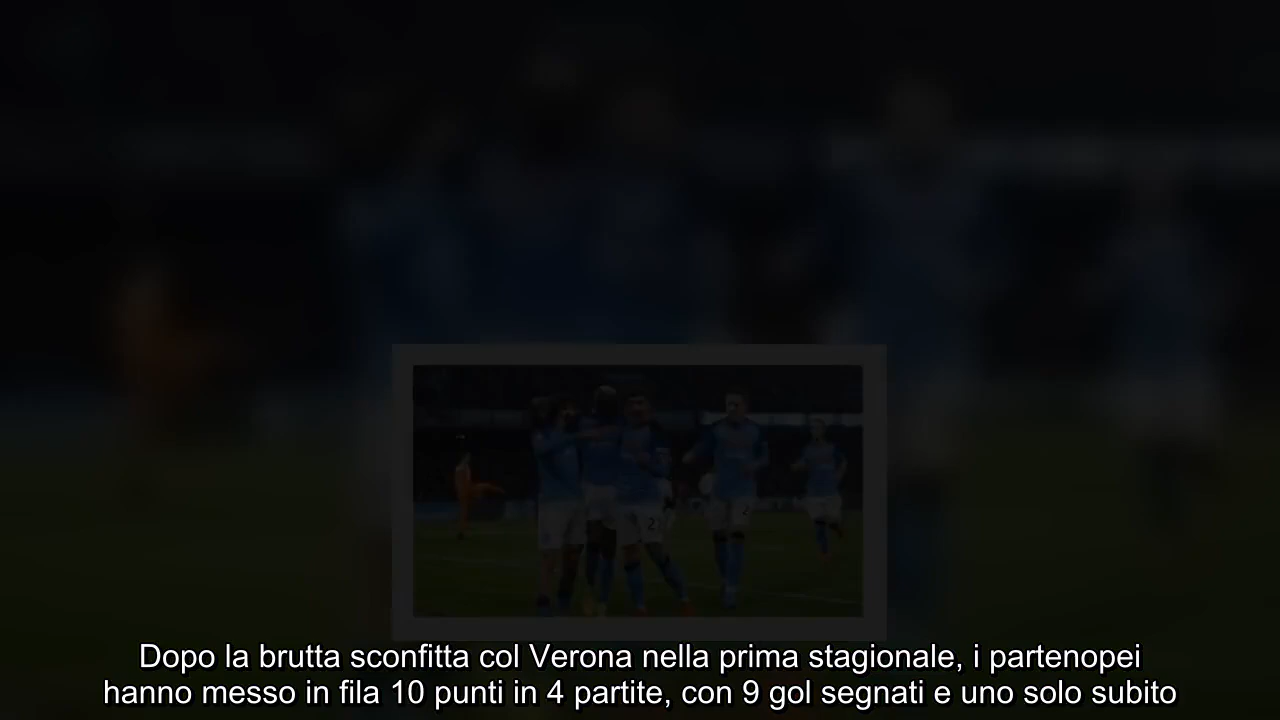 Dopo la brutta sconfitta col Verona nella prima stagionale, i partenopei
hanno messo in fila 10 punti in 4 partite, con 9 gol segnati e uno solo subito